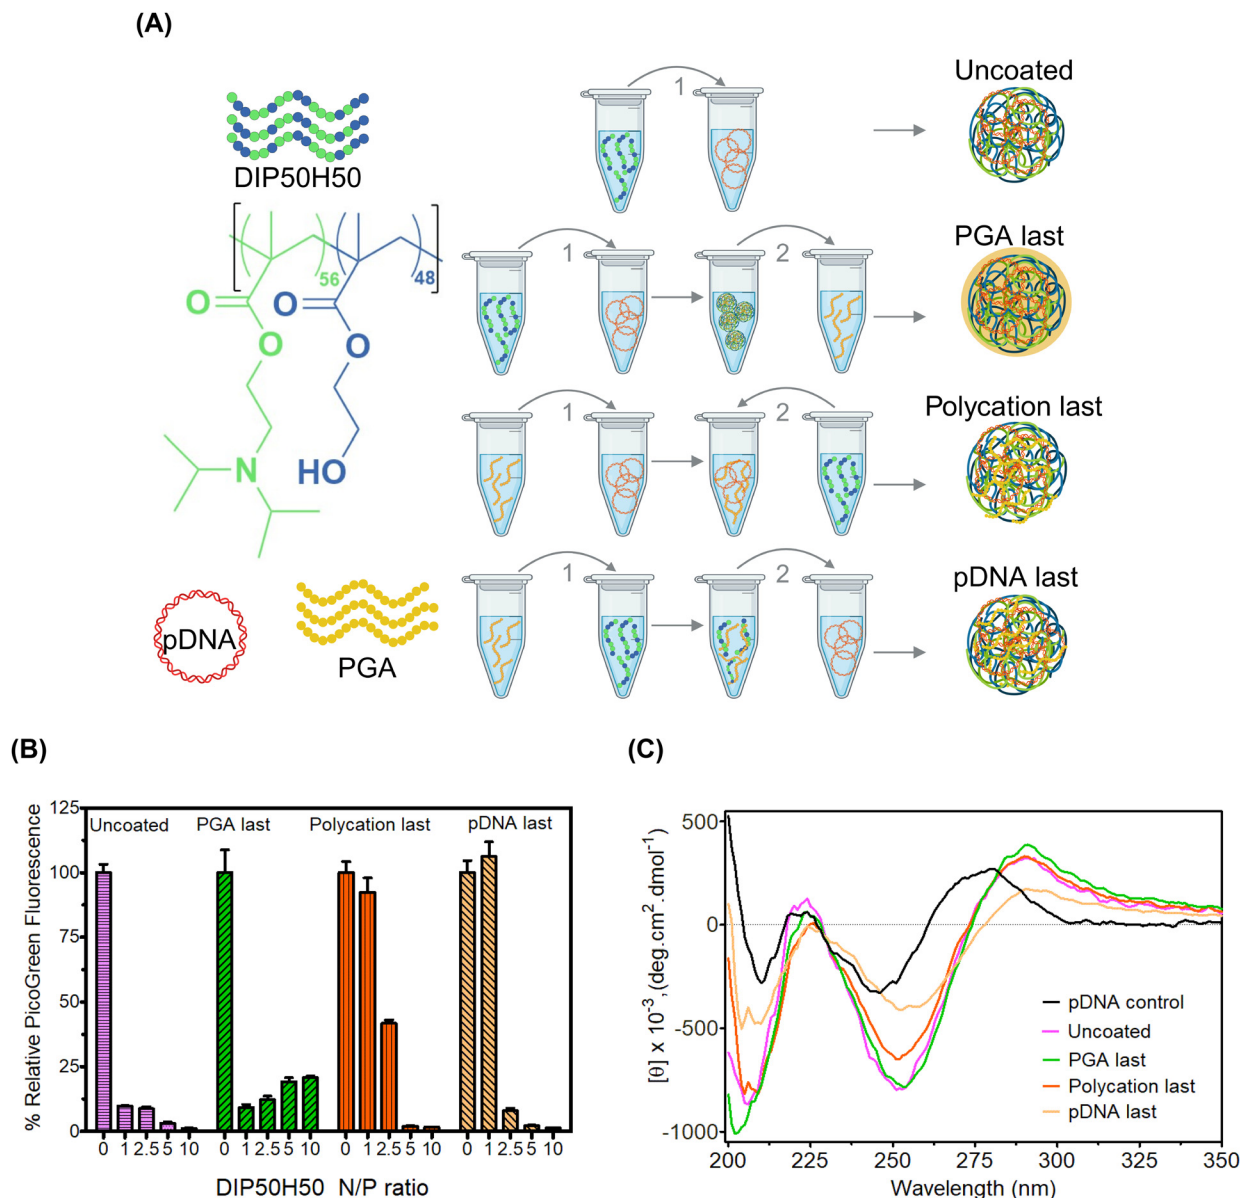 (A)
DIP50H50
56
48
O
O
O
O
N
HO
pDNA
PGA
1
Uncoated
1
2
PGA last
1
2
Polycation last
1
2
pDNA last
(B)
% Relative PicoGreen Fluorescence
125
100
75
50
25
0
Uncoated
PGA last
Polycation last
pDNA last
0 1 2.5 5 10
0 1 2.5 5 10
0 1 2.5 5 10
0 1 2.5 5 10
DIP50H50 N/P ratio
(C)
[θ] x 10⁻³,(deg.cm².dmol⁻¹)
500
0
-500
-1000
pDNA control
Uncoated
PGA last
Polycation last
pDNA last
200 225 250 275 300 325 350
Wavelength (nm)